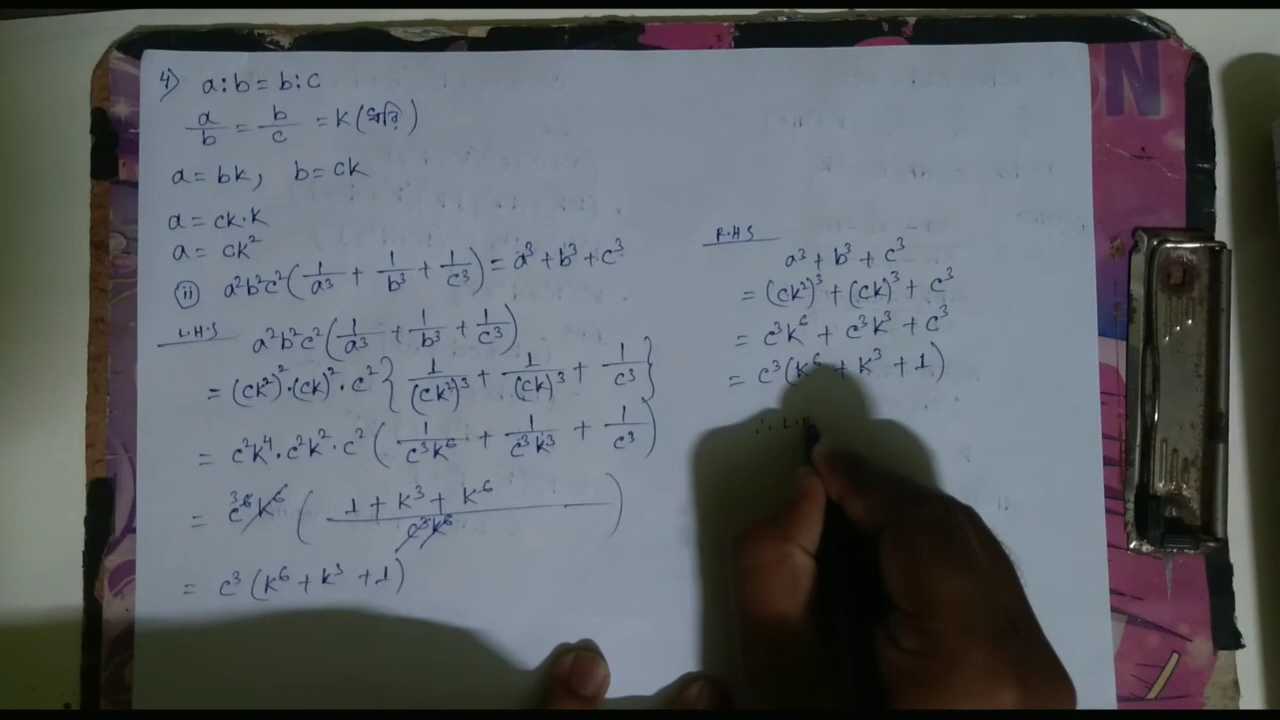 4) a:b = b:c
a/b = b/c = k (ধরি)
a = bk, b = ck
a = ck·k
a = ck²
(ii) a²b²c²(1/a³ + 1/b³ + 1/c³) = a³ + b³ + c³
L.H.S a²b²c²(1/a³ + 1/b³ + 1/c³)
= (ck²)²·(ck)²·c² {1/(ck²)³ + 1/(ck)³ + 1/c³}
= c²k⁴·c²k²·c² (1/c³k⁶ + 1/c³k³ + 1/c³)
= c⁶k⁶ ((1 + k³ + k⁶)/c³k⁶)
= c³(k⁶ + k³ + 1)
R.H.S
a³ + b³ + c³
= (ck²)³ + (ck)³ + c³
= c³k⁶ + c³k³ + c³
= c³(k⁶ + k³ + 1)
∴ L.H